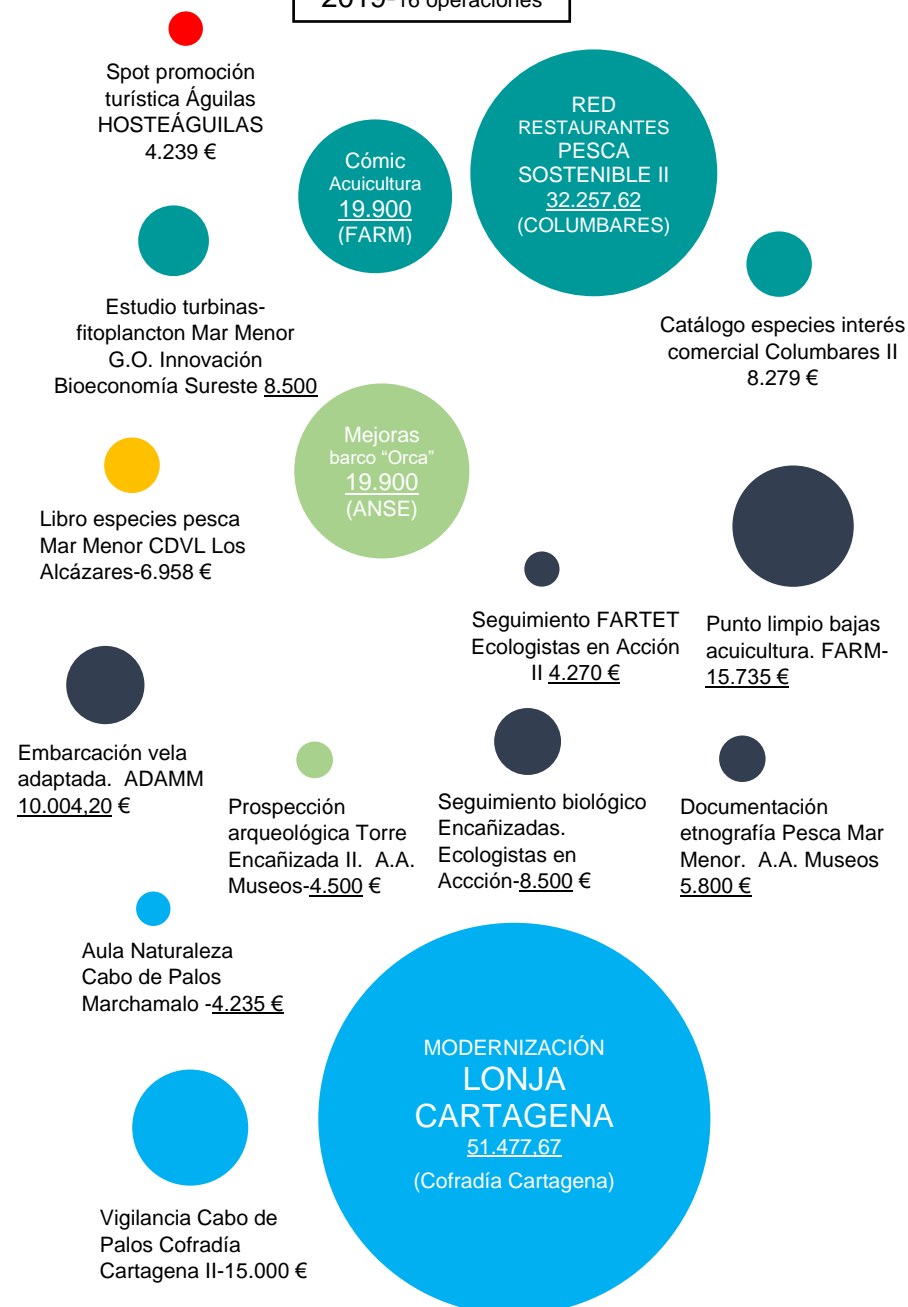 2019-16 operaciones
Spot promoción
turística Águilas
HOSTEÁGUILAS
4.239 €
Cómic
Acuicultura
19.900
(FARM)
RED
RESTAURANTES
PESCA
SOSTENIBLE II
32.257,62
(COLUMBARES)
Estudio turbinas-
fitoplancton Mar Menor
G.O. Innovación
Bioeconomía Sureste 8.500
Catálogo especies interés
comercial Columbares II
8.279 €
Mejoras
barco “Orca”
19.900
(ANSE)
Libro especies pesca
Mar Menor CDVL Los
Alcázares-6.958 €
Seguimiento FARTET
Ecologistas en Acción
II 4.270 €
Punto limpio bajas
acuicultura. FARM-
15.735 €
Embarcación vela
adaptada. ADAMM
10.004,20 €
Prospección
arqueológica Torre
Encañizada II. A.A.
Museos-4.500 €
Seguimiento biológico
Encañizadas.
Ecologistas en
Accción-8.500 €
Documentación
etnografía Pesca Mar
Menor. A.A. Museos
5.800 €
Aula Naturaleza
Cabo de Palos
Marchamalo -4.235 €
MODERNIZACIÓN
LONJA
CARTAGENA
51.477,67
(Cofradía Cartagena)
Vigilancia Cabo de
Palos Cofradía
Cartagena II-15.000 €